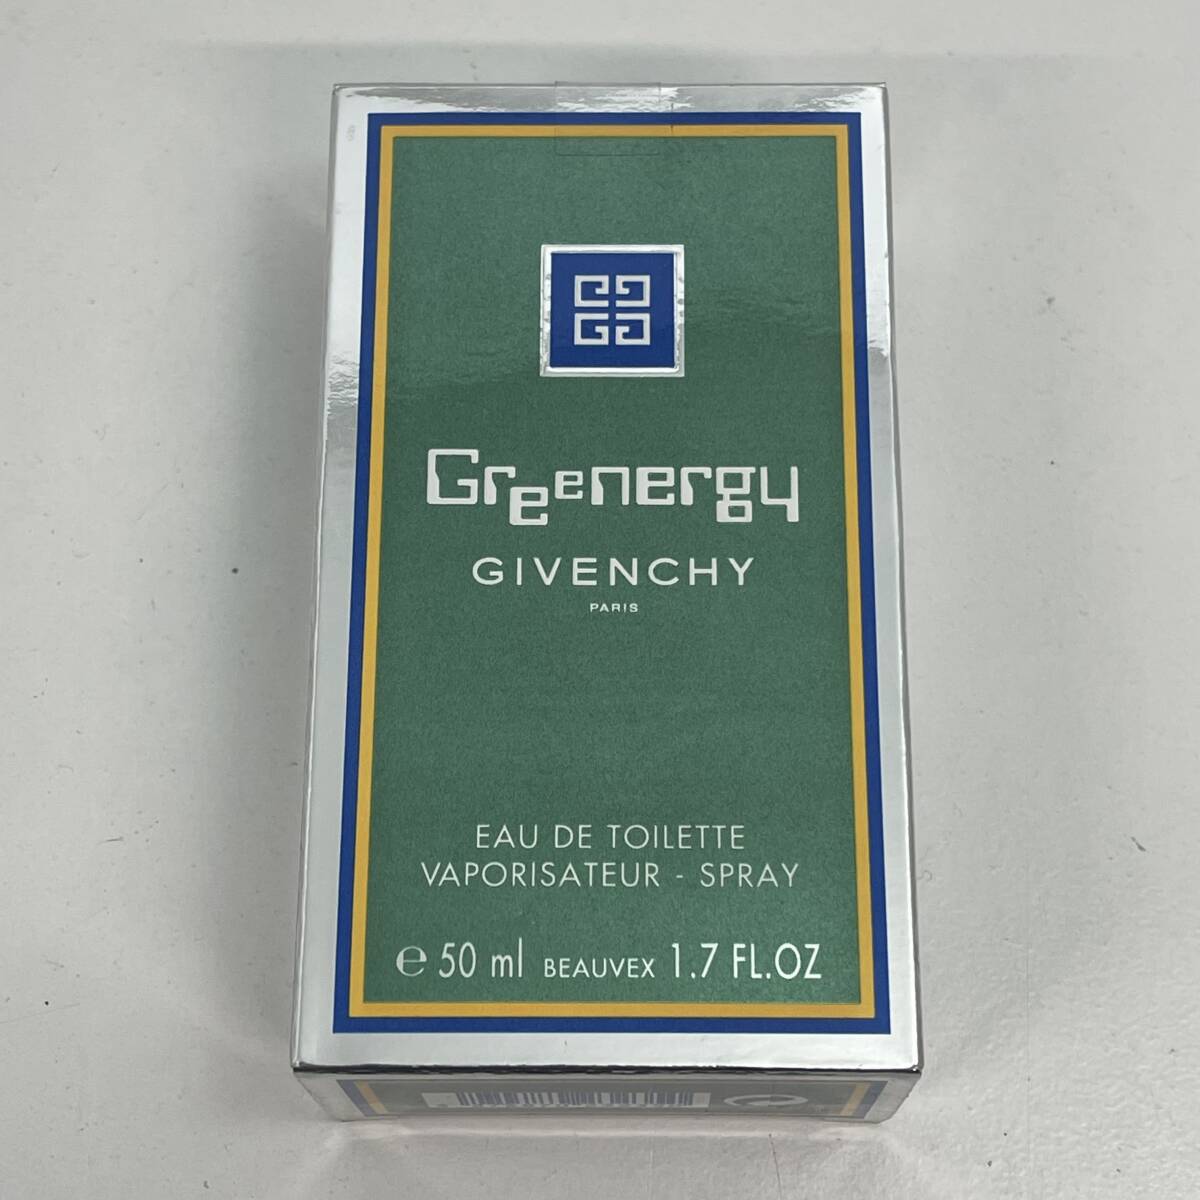 Greenergy
GIVENCHY
PARIS
EAU DE TOILETTE
VAPORISATEUR - SPRAY
℮ 50 ml BEAUVEX 1.7 FL.OZ